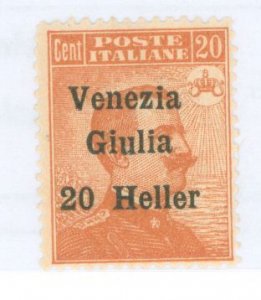 Cent POSTE ITALIANE 20
Venezia
Giulia
20 Heller